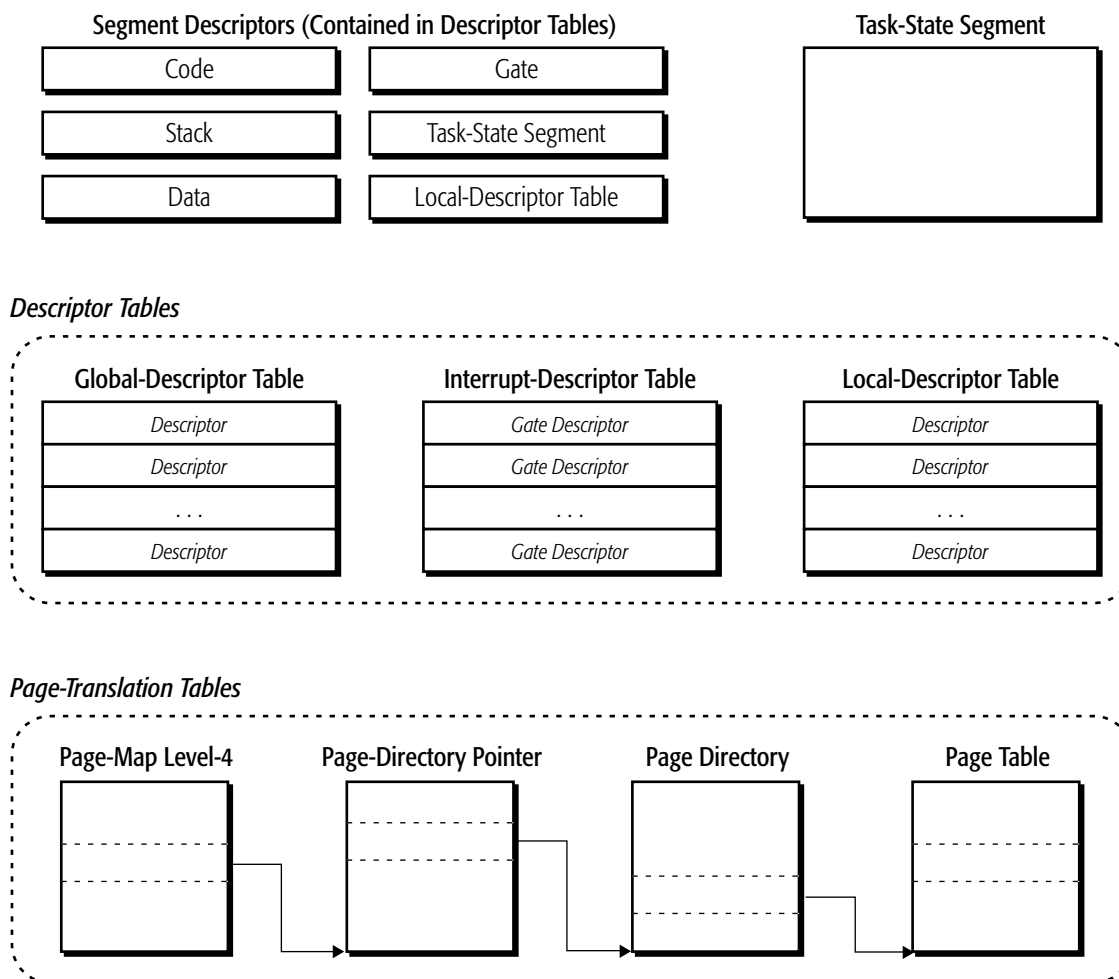 Segment Descriptors (Contained in Descriptor Tables)
Task-State Segment
Code
Gate
Stack
Task-State Segment
Data
Local-Descriptor Table
Descriptor Tables
Global-Descriptor Table
Interrupt-Descriptor Table
Local-Descriptor Table
Descriptor
Gate Descriptor
Descriptor
Descriptor
Gate Descriptor
Descriptor
. . .
. . .
. . .
Descriptor
Gate Descriptor
Descriptor
Page-Translation Tables
Page-Map Level-4
Page-Directory Pointer
Page Directory
Page Table